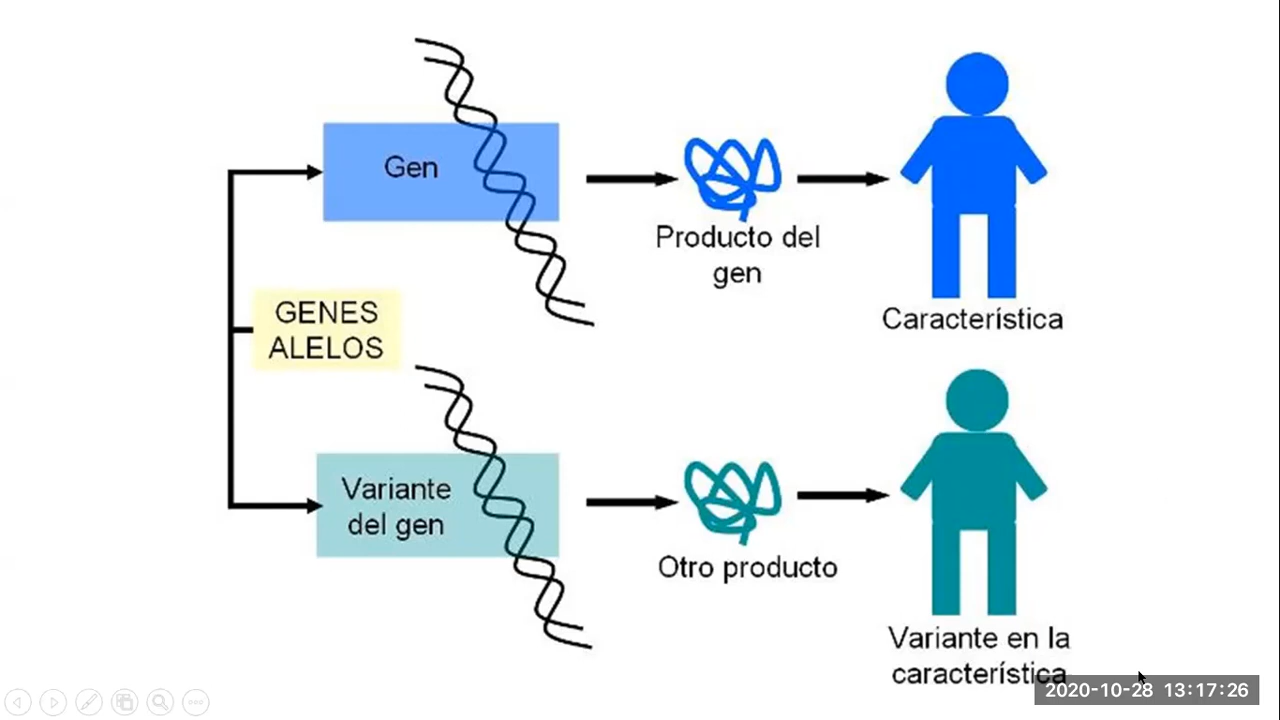 Gen
Producto del
gen
Característica
GENES
ALELOS
Variante
del gen
Otro producto
Variante en la
característica
2020-10-28 13:17:26